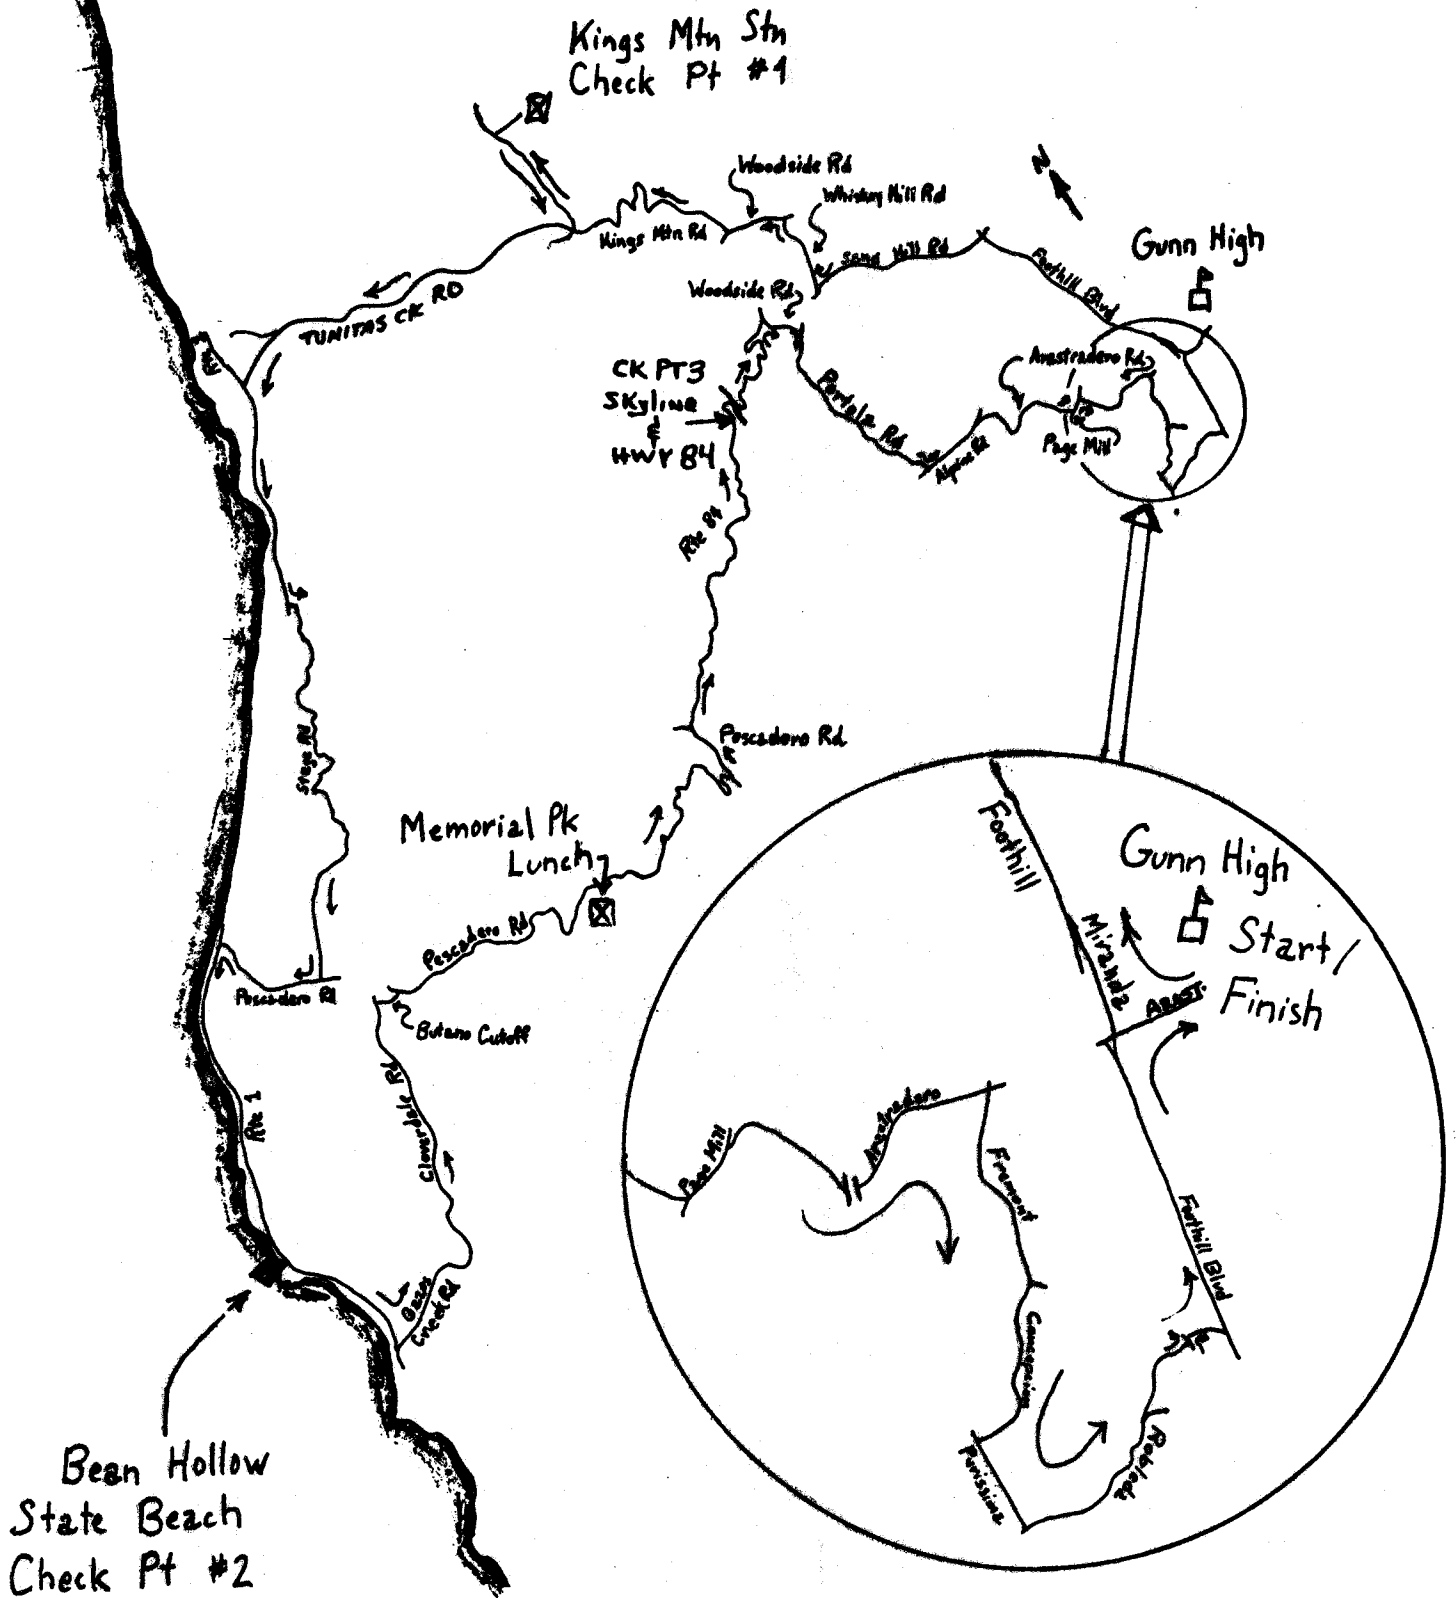 Kings Mtn Stn
Check Pt #1
Woodside Rd
Whiskey Hill Rd
N
Kings Mtn Rd
Sand Hill Rd
Foothill Blvd
Gunn High
TUNITAS CK RD
Woodside Rd
Arastradero Rd
CK PT3
SKyline
&
HWY 84
Portola Rd
Alpine Rd
Page Mill
Rte 84
Stage Rd
Pescadero Rd
Memorial Pk
Lunch
Pescadero Rd
Pescadero Rd
Butano Cutoff
Cloverdale Rd
Rte 1
Gazos
Creek Rd
Bean Hollow
State Beach
Check Pt #2
Foothill
Gunn High
Start/
Finish
Miranda
Arast.
Arastradero
Page Mill
Fremont
Foothill Blvd
Concepcion
Purissima
Robleda